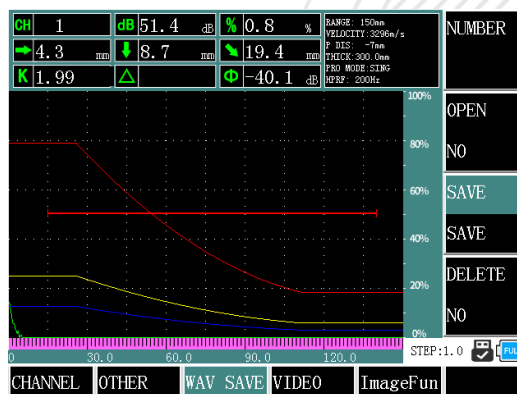 CH 1 dB 51.4 dB % 0.8 % RANGE: 150mm NUMBER
VELOCITY:3296m/s
4.3 mm 8.7 mm 19.4 mm P DIS: -7mm
THICK:300.0mm
K 1.99 Φ -40.1 dB PRO MODE:SING
HPRF: 200Hz
100%
OPEN
80%
NO
60%
SAVE
40%
SAVE
20%
DELETE
NO
0%
0 30.0 60.0 90.0 120.0 STEP:1.0 FUL
CHANNEL OTHER WAV SAVE VIDEO ImageFun